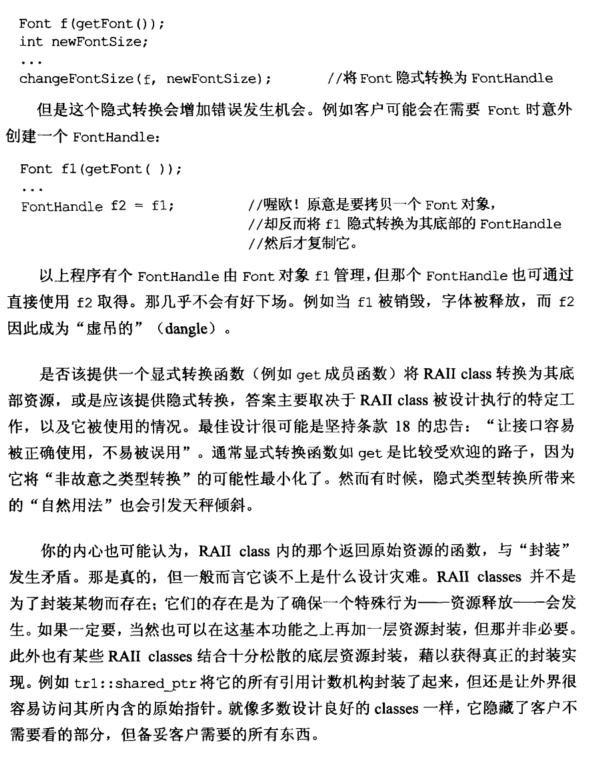 Font f(getFont());
int newFontSize;
...
changeFontSize(f, newFontSize); //将Font 隐式转换为 FontHandle
但是这个隐式转换会增加错误发生机会。例如客户可能会在需要 Font 时意外
创建一个 FontHandle:
Font f1(getFont( ));
...
FontHandle f2 = f1; //喔欧！原意是要拷贝一个 Font 对象，
//却反而将 f1 隐式转换为其底部的 FontHandle
//然后才复制它。
以上程序有个 FontHandle 由 Font 对象 f1 管理，但那个 FontHandle 也可通过
直接使用 f2 取得。那几乎不会有好下场。例如当 f1 被销毁，字体被释放，而 f2
因此成为“虚吊的”（dangle）。
是否该提供一个显式转换函数（例如 get 成员函数）将 RAII class 转换为其底
部资源，或是应该提供隐式转换，答案主要取决于 RAII class 被设计执行的特定工
作，以及它被使用的情况。最佳设计很可能是坚持条款 18 的忠告：“让接口容易
被正确使用，不易被误用”。通常显式转换函数如 get 是比较受欢迎的路子，因为
它将“非故意之类型转换”的可能性最小化了。然而有时候，隐式类型转换所带来
的“自然用法”也会引发天秤倾斜。
你的内心也可能认为，RAII class 内的那个返回原始资源的函数，与“封装”
发生矛盾。那是真的，但一般而言它谈不上是什么设计灾难。RAII classes 并不是
为了封装某物而存在；它们的存在是为了确保一个特殊行为——资源释放——会发
生。如果一定要，当然也可以在这基本功能之上再加一层资源封装，但那并非必要。
此外也有某些 RAII classes 结合十分松散的底层资源封装，藉以获得真正的封装实
现。例如 tr1::shared_ptr 将它的所有引用计数机构封装了起来，但还是让外界很
容易访问其所内含的原始指针。就像多数设计良好的 classes 一样，它隐藏了客户不
需要看的部分，但备妥客户需要的所有东西。